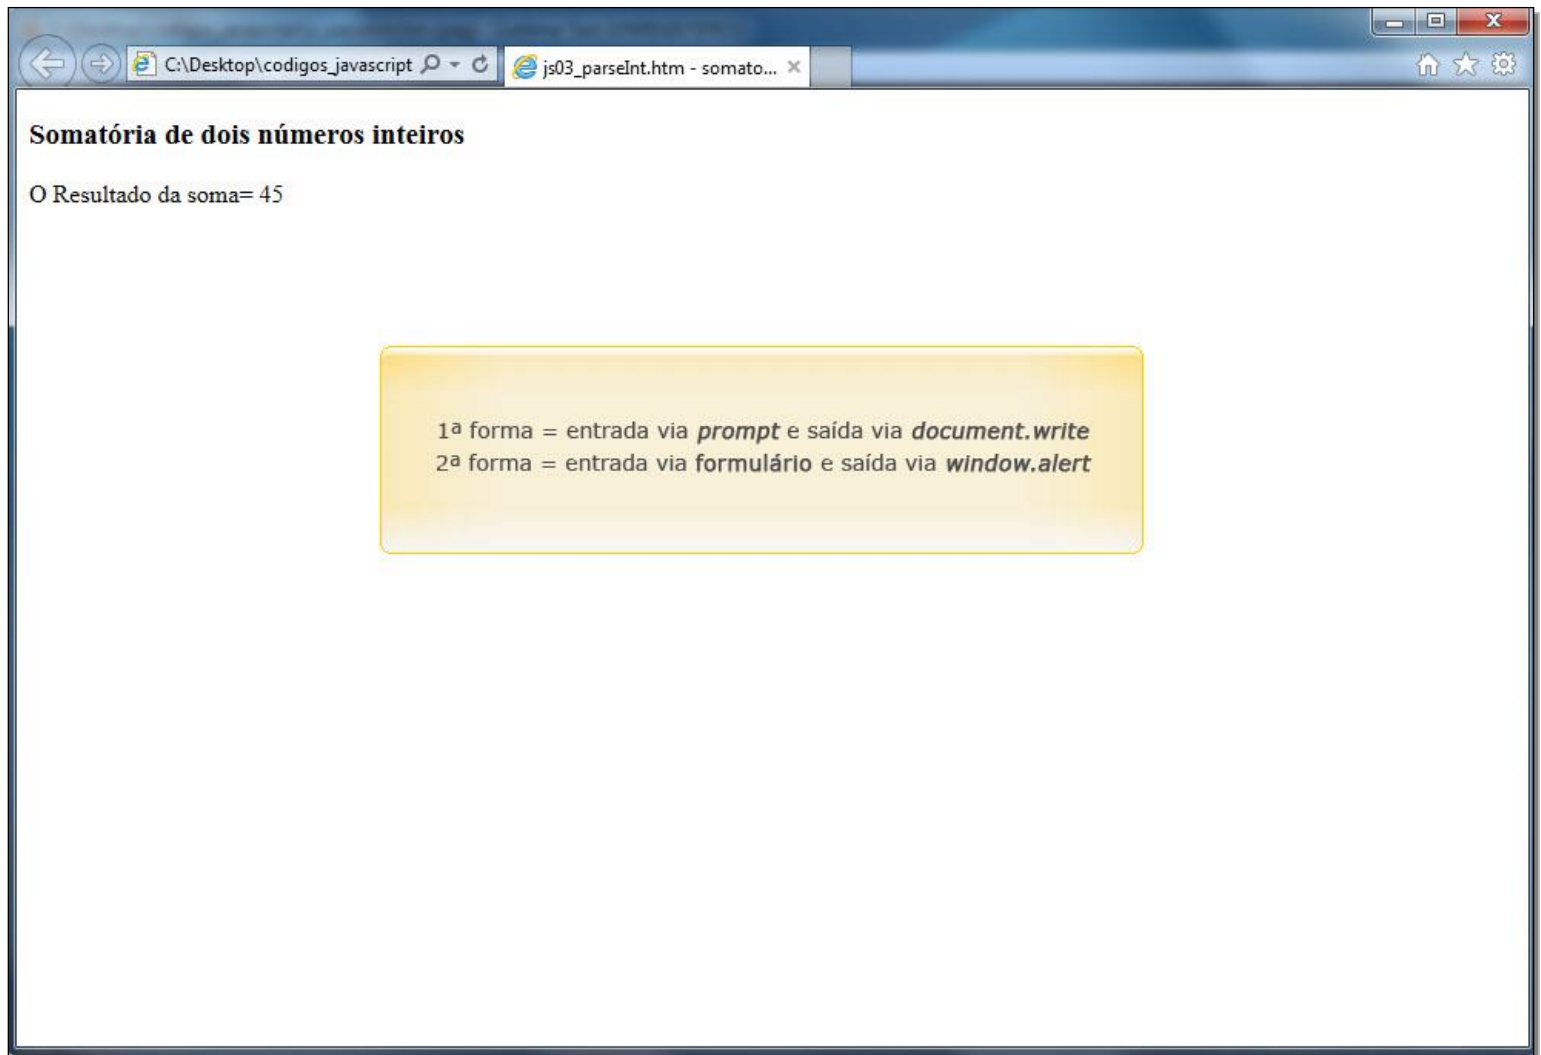 C:\Desktop\codigos_javascript
js03_parseInt.htm - somato...
Somatória de dois números inteiros
O Resultado da soma= 45
1ª forma = entrada via prompt e saída via document.write
2ª forma = entrada via formulário e saída via window.alert